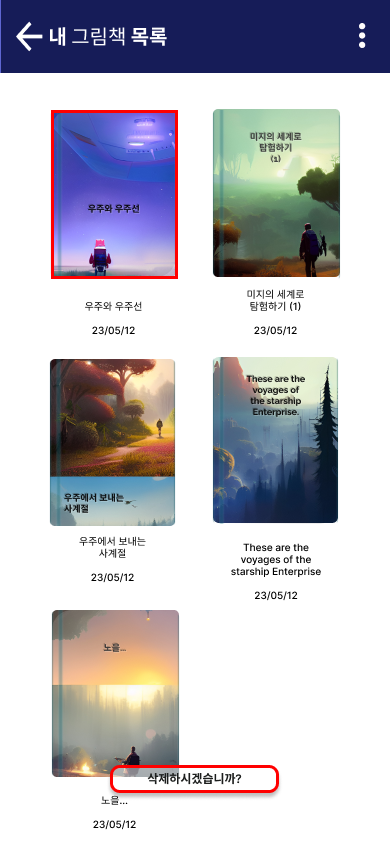 내 그림책 목록
우주와 우주선
우주와 우주선
23/05/12
미지의 세계로
탐험하기
(1)
미지의 세계로
탐험하기 (1)
23/05/12
우주에서 보내는
사계절
우주에서 보내는
사계절
23/05/12
These are the
voyages of
the starship
Enterprise.
These are the
voyages of the
starship Enterprise
23/05/12
노을...
삭제하시겠습니까?
노을...
23/05/12